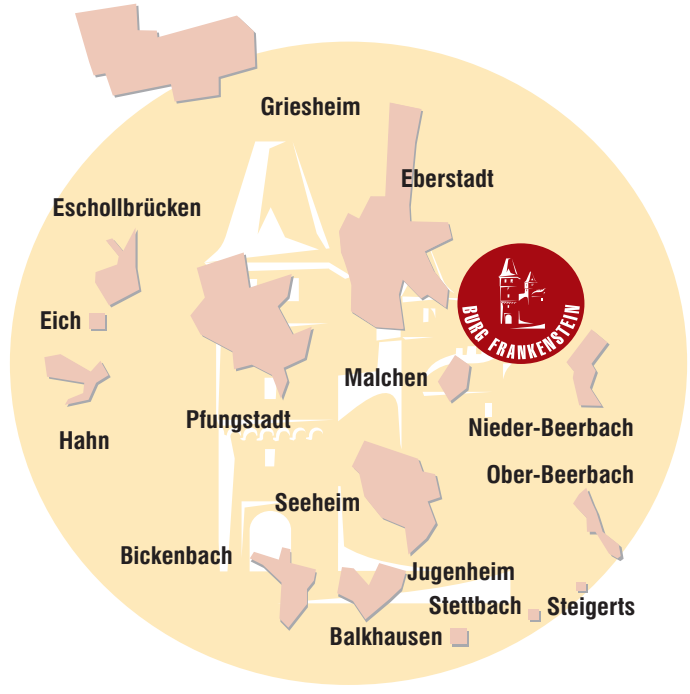 Griesheim
Eberstadt
Eschollbrücken
BURG FRANKENSTEIN
Eich
Malchen
Pfungstadt
Nieder-Beerbach
Hahn
Ober-Beerbach
Seeheim
Bickenbach
Jugenheim
Stettbach
Steigerts
Balkhausen